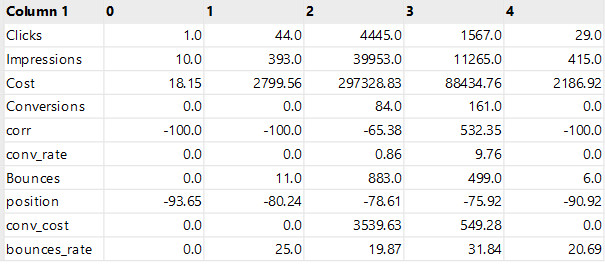 Column 1 0 1 2 3 4
Clicks 1.0 44.0 4445.0 1567.0 29.0
Impressions 10.0 393.0 39953.0 11265.0 415.0
Cost 18.15 2799.56 297328.83 88434.76 2186.92
Conversions 0.0 0.0 84.0 161.0 0.0
corr -100.0 -100.0 -65.38 532.35 -100.0
conv_rate 0.0 0.0 0.86 9.76 0.0
Bounces 0.0 11.0 883.0 499.0 6.0
position -93.65 -80.24 -78.61 -75.92 -90.92
conv_cost 0.0 0.0 3539.63 549.28 0.0
bounces_rate 0.0 25.0 19.87 31.84 20.69